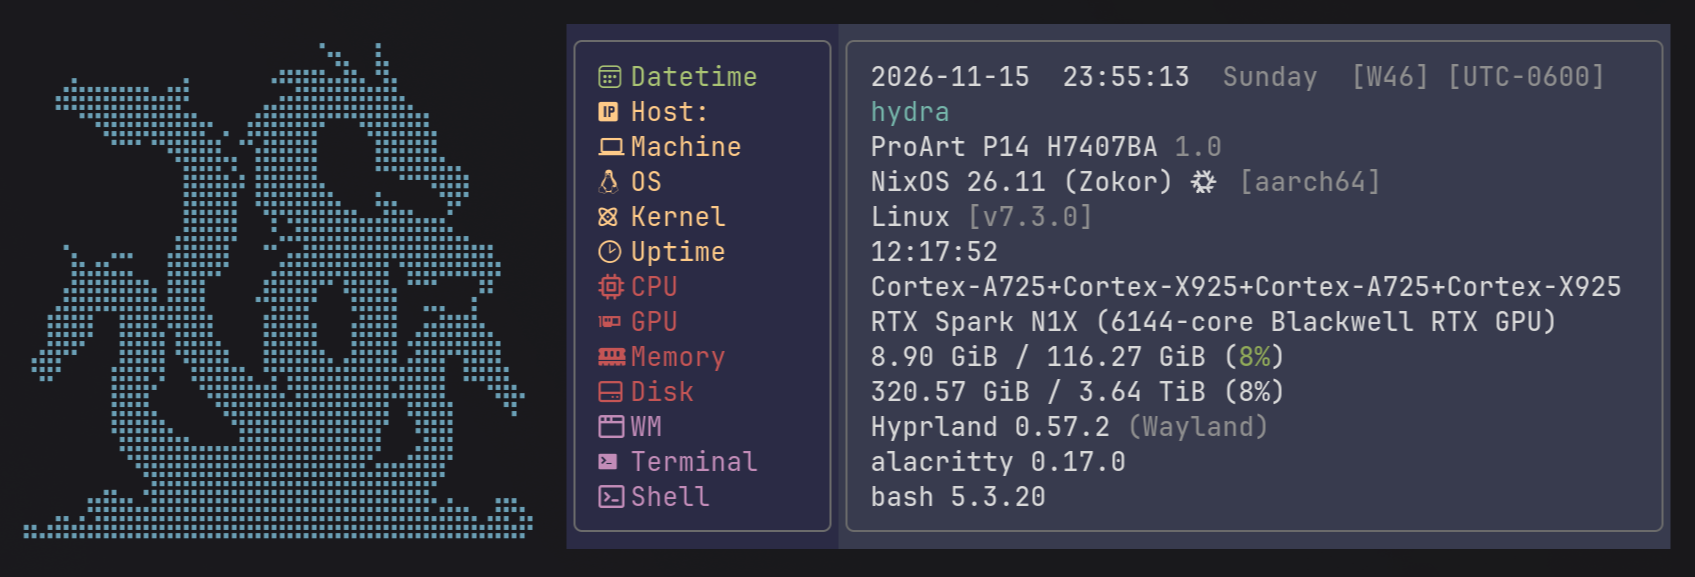 Datetime 2026-11-15 23:55:13 Sunday [W46] [UTC-0600]
Host: hydra
Machine ProArt P14 H7407BA 1.0
OS NixOS 26.11 (Zokor) [aarch64]
Kernel Linux [v7.3.0]
Uptime 12:17:52
CPU Cortex-A725+Cortex-X925+Cortex-A725+Cortex-X925
GPU RTX Spark N1X (6144-core Blackwell RTX GPU)
Memory 8.90 GiB / 116.27 GiB (8%)
Disk 320.57 GiB / 3.64 TiB (8%)
WM Hyprland 0.57.2 (Wayland)
Terminal alacritty 0.17.0
Shell bash 5.3.20